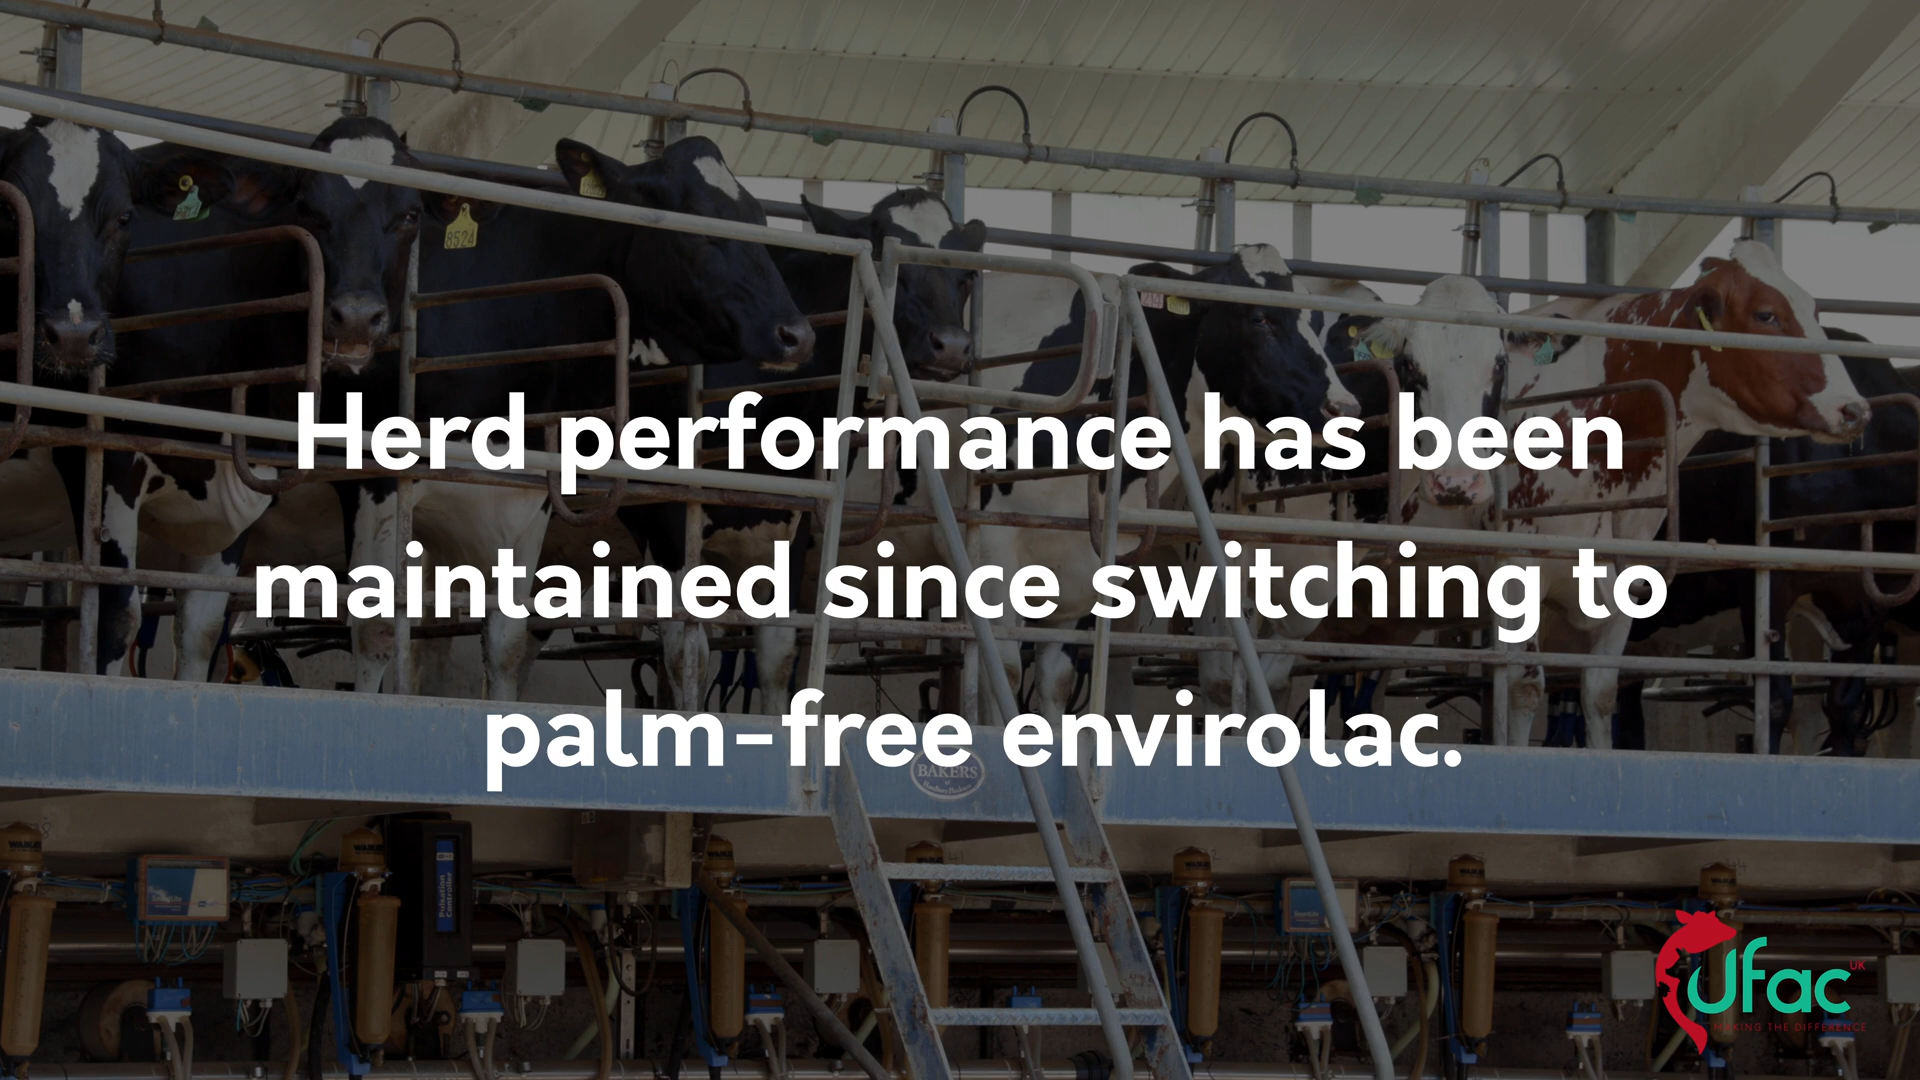 8524
Herd performance has been
maintained since switching to
palm-free envirolac.
BAKERS
Pulsation
Controller
Ufac UK
MAKING THE DIFFERENCE